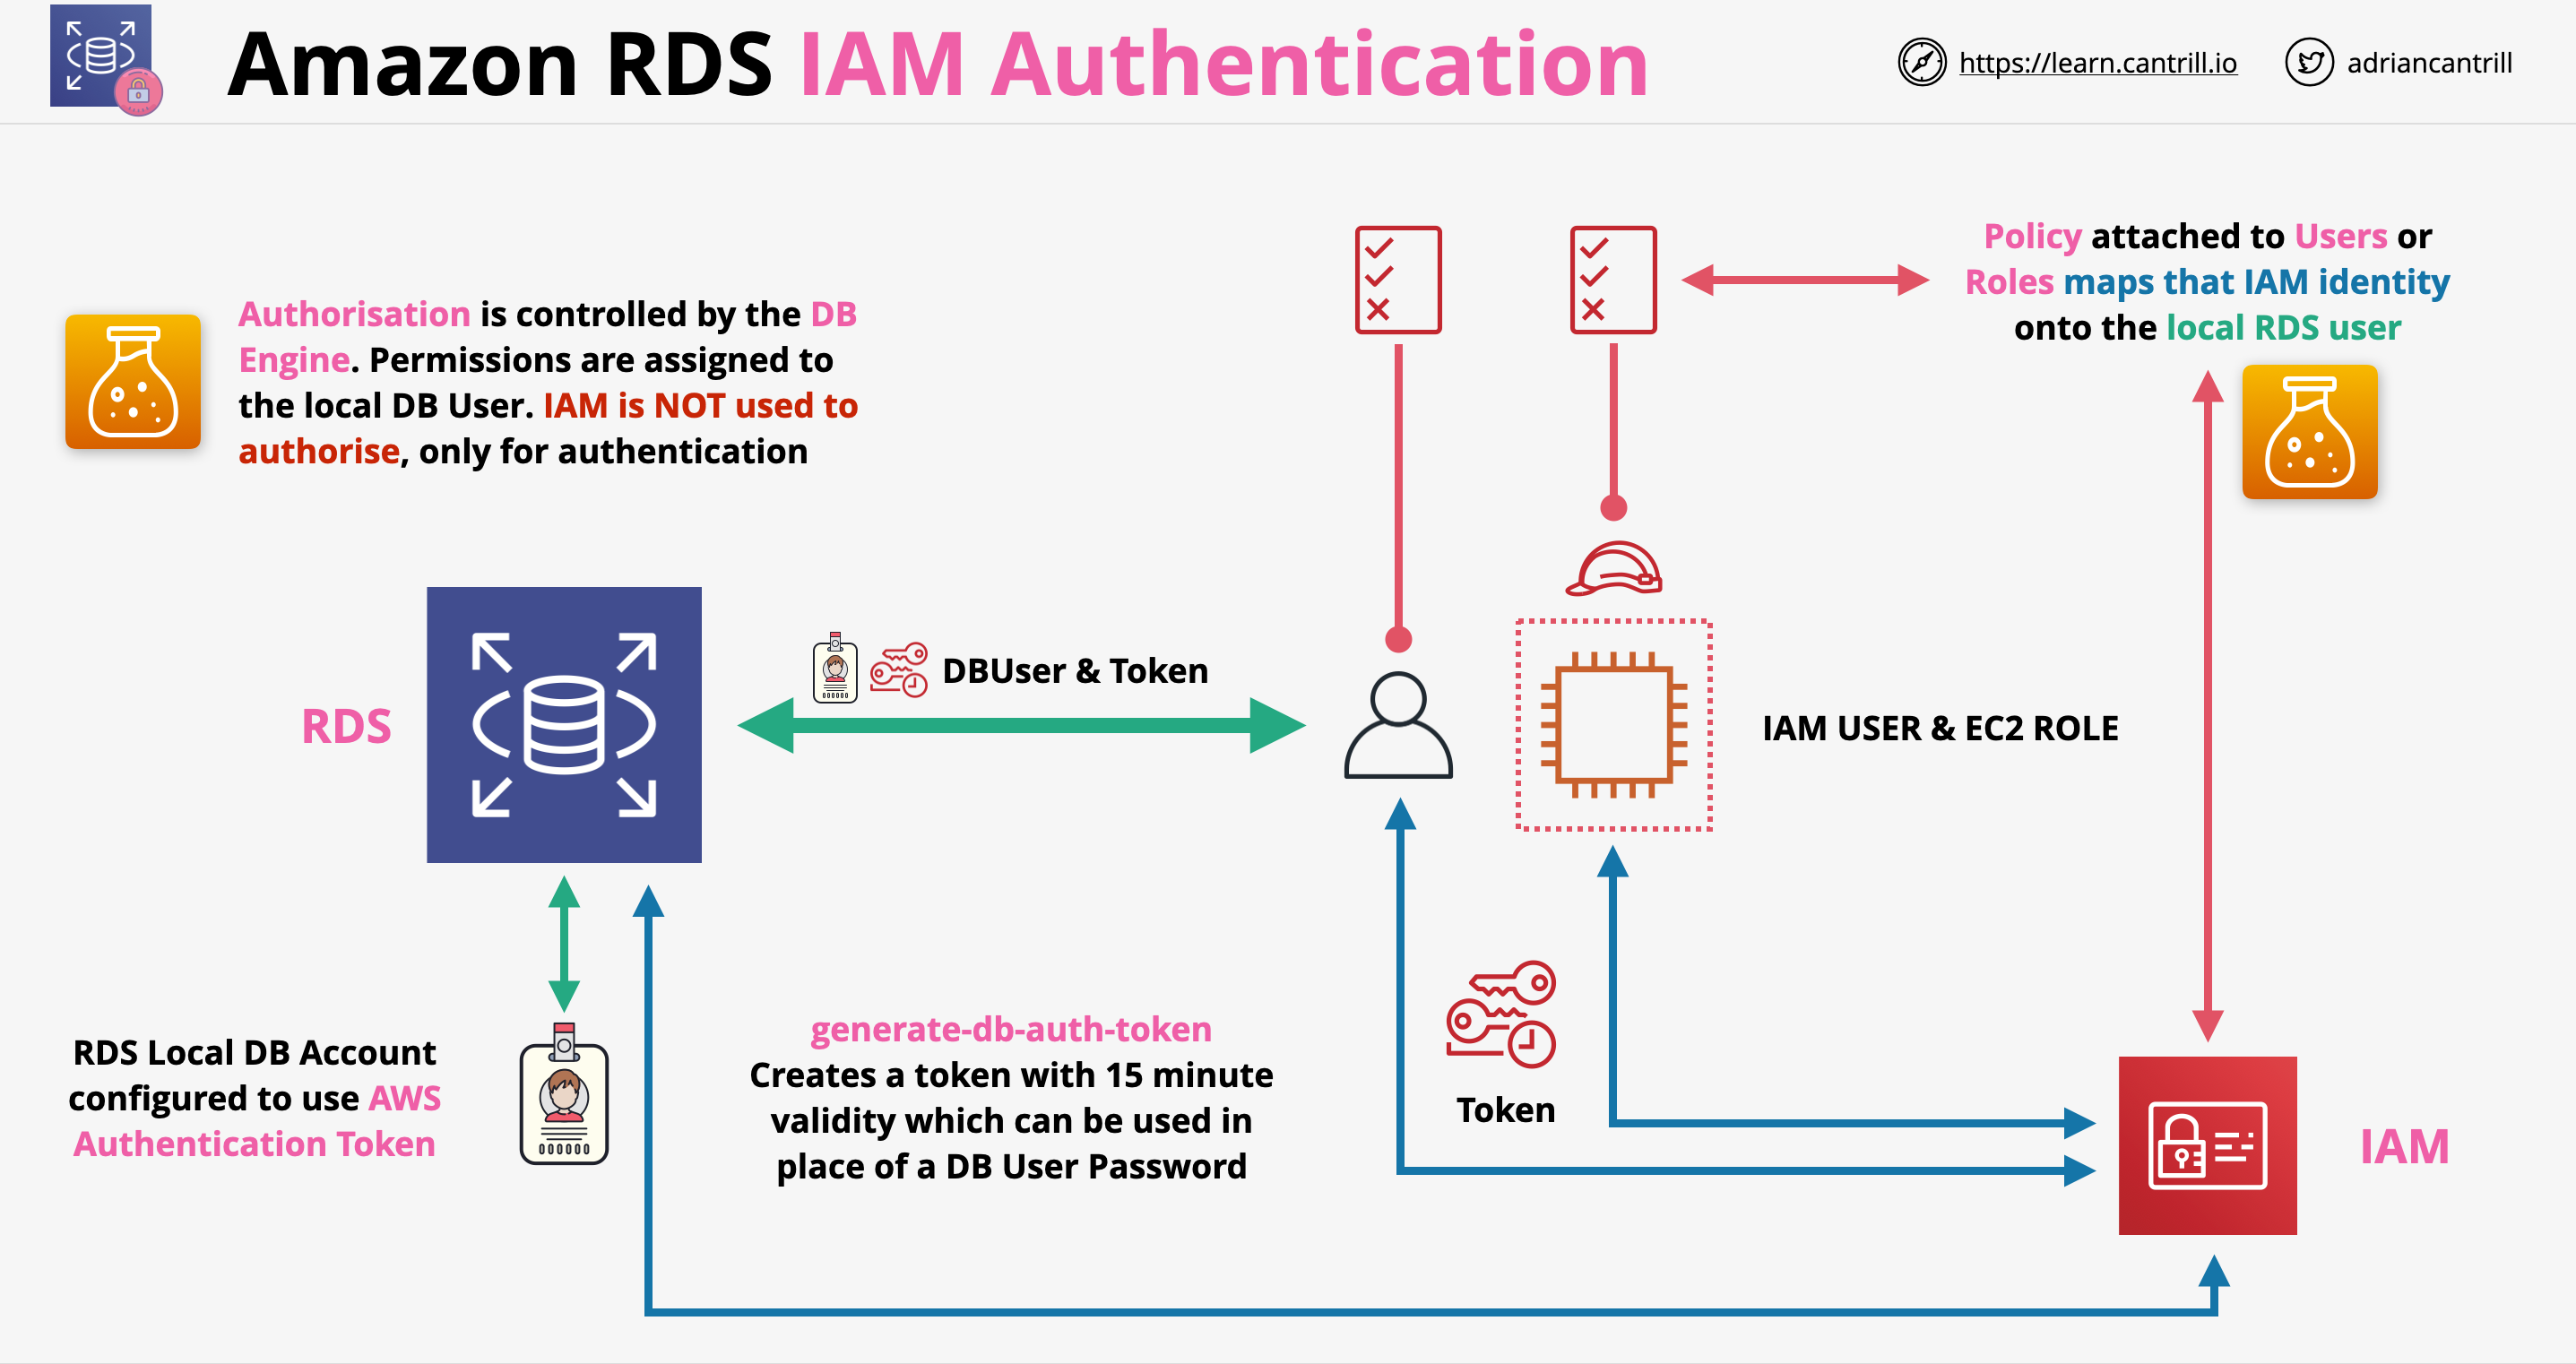 Amazon RDS IAM Authentication
https://learn.cantrill.io
adriancantrill
Policy attached to Users or
Roles maps that IAM identity
onto the local RDS user
Authorisation is controlled by the DB
Engine. Permissions are assigned to
the local DB User. IAM is NOT used to
authorise, only for authentication
DBUser & Token
RDS
IAM USER & EC2 ROLE
RDS Local DB Account
configured to use AWS
Authentication Token
generate-db-auth-token
Creates a token with 15 minute
validity which can be used in
place of a DB User Password
Token
IAM